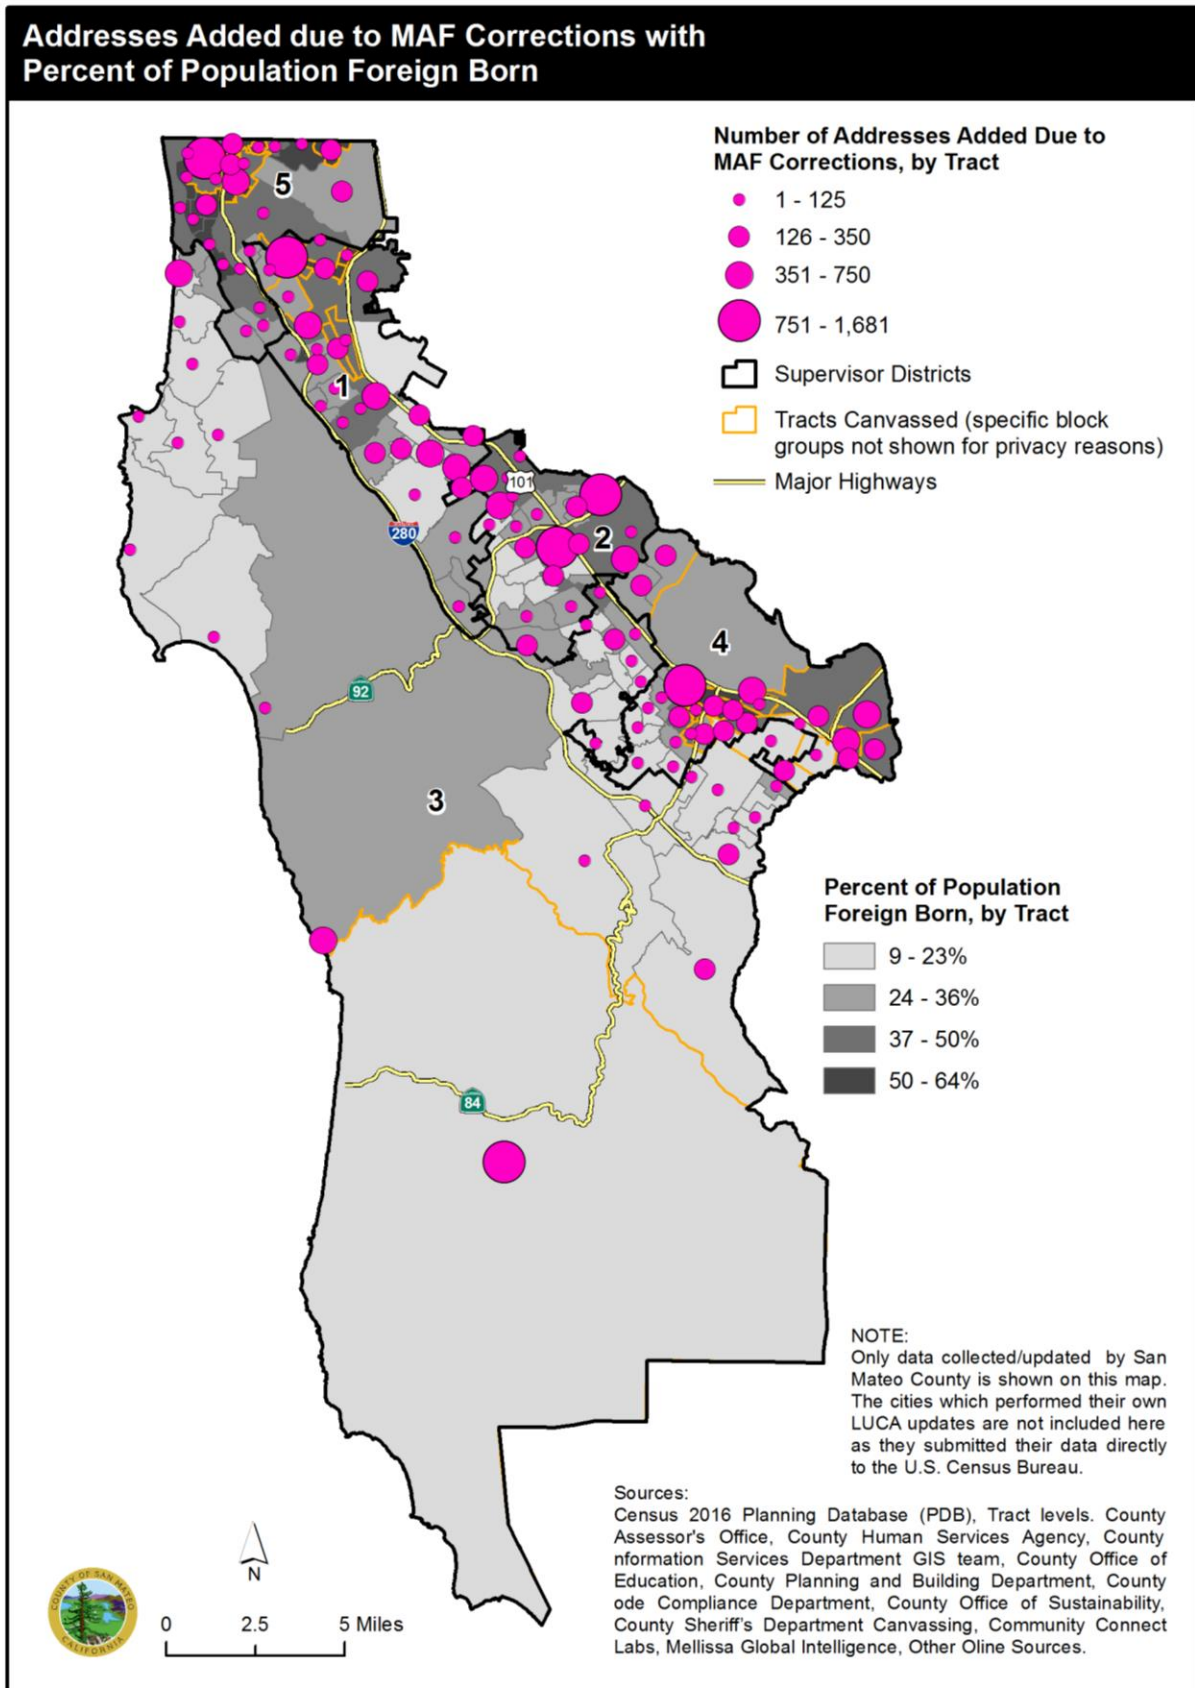 Addresses Added due to MAF Corrections with
Percent of Population Foreign Born
Number of Addresses Added Due to
MAF Corrections, by Tract
1 - 125
126 - 350
351 - 750
751 - 1,681
Supervisor Districts
Tracts Canvassed (specific block
groups not shown for privacy reasons)
Major Highways
5
1
101
280
2
4
92
3
84
Percent of Population
Foreign Born, by Tract
9 - 23%
24 - 36%
37 - 50%
50 - 64%
NOTE:
Only data collected/updated by San
Mateo County is shown on this map.
The cities which performed their own
LUCA updates are not included here
as they submitted their data directly
to the U.S. Census Bureau.
Sources:
Census 2016 Planning Database (PDB), Tract levels. County
Assessor's Office, County Human Services Agency, County
nformation Services Department GIS team, County Office of
Education, County Planning and Building Department, County
ode Compliance Department, County Office of Sustainability,
County Sheriff's Department Canvassing, Community Connect
Labs, Mellissa Global Intelligence, Other Oline Sources.
COUNTY OF SAN MATEO
CALIFORNIA
N
0 2.5 5 Miles